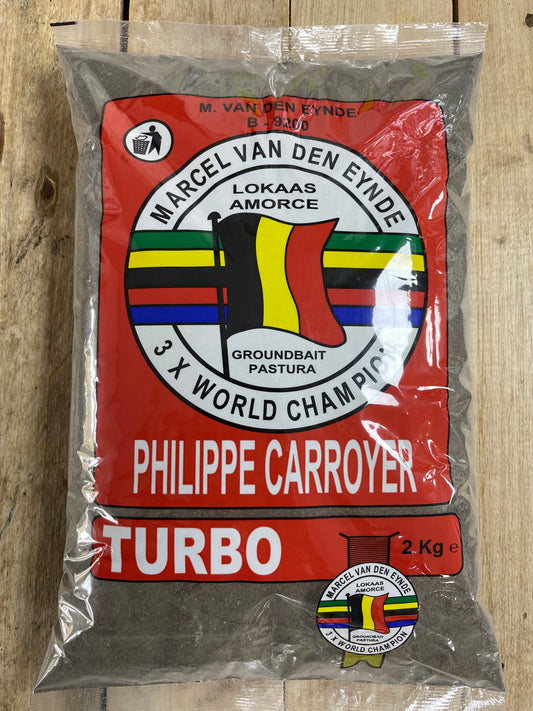 M. VAN DEN EYNDE
B - 9200
MARCEL VAN DEN EYNDE
LOKAAS
AMORCE
GROUNDBAIT
PASTURA
3 X WORLD CHAMPION
PHILIPPE CARROYER
TURBO
2 Kg e
MARCEL VAN DEN EYNDE
LOKAAS
AMORCE
GROUNDBAIT
PASTURA
3 X WORLD CHAMPION